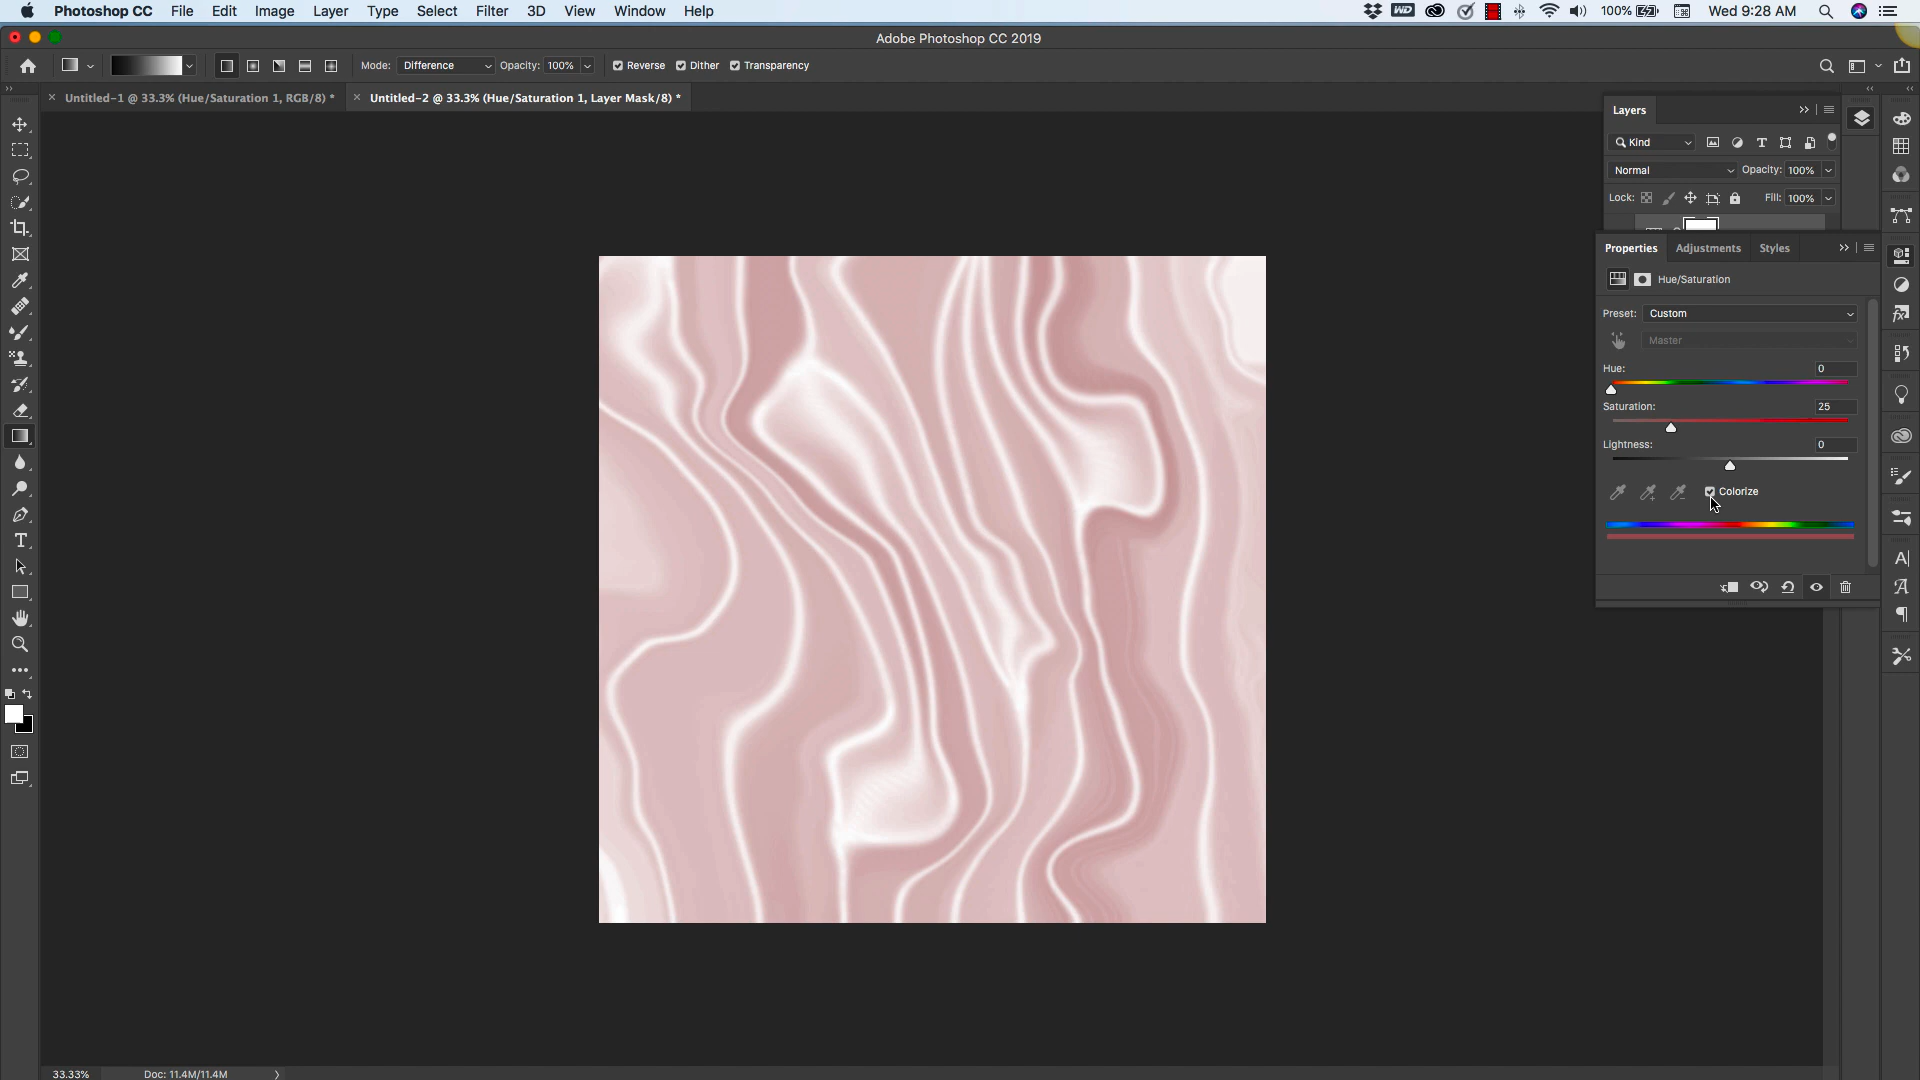 Photoshop CC File Edit Image Layer Type Select Filter 3D View Window Help WD 100% Wed 9:28 AM
Adobe Photoshop CC 2019
Mode: Difference Opacity: 100% Reverse Dither Transparency
× Untitled-1 @ 33.3% (Hue/Saturation 1, RGB/8) * × Untitled-2 @ 33.3% (Hue/Saturation 1, Layer Mask/8) *
Layers
Kind
Normal Opacity: 100%
Lock: Fill: 100%
Properties Adjustments Styles
Hue/Saturation
Preset: Custom
Master
Hue: 0
Saturation: 25
Lightness: 0
Colorize
33.33% Doc: 11.4M/11.4M